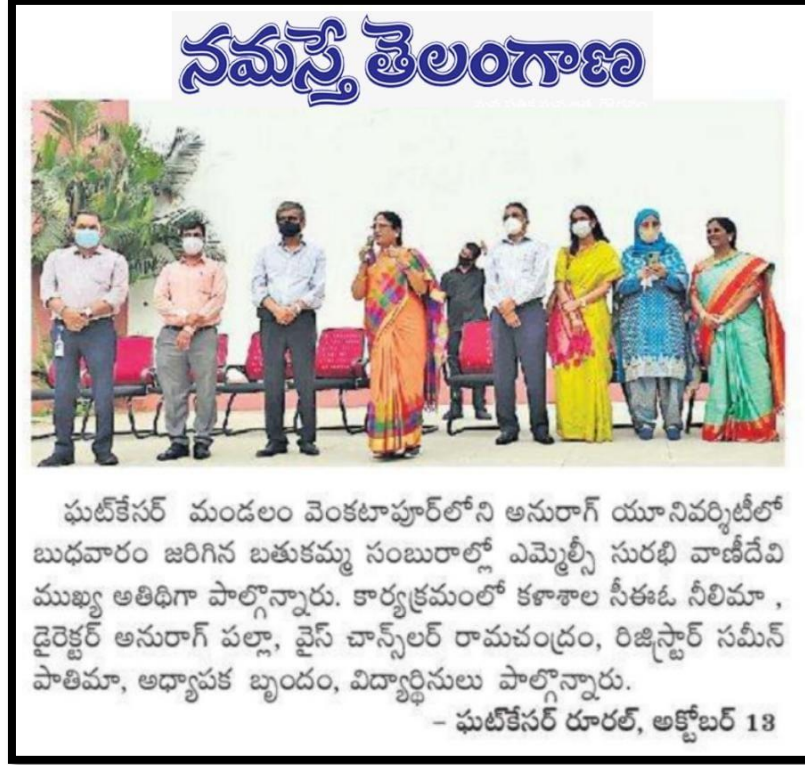 నమస్తే తెలంగాణ
ఘట్‌కేసర్ మండలం వెంకటాపూర్‌లోని అనురాగ్ యూనివర్శిటీలో
బుధవారం జరిగిన బతుకమ్మ సంబురాల్లో ఎమ్మెల్సీ సురభి వాణీదేవి
ముఖ్య అతిథిగా పాల్గొన్నారు. కార్యక్రమంలో కళాశాల సీఈఓ నీలిమా ,
డైరెక్టర్ అనురాగ్ పల్లా, వైస్ చాన్స్‌లర్ రామచంద్రం, రిజిస్ట్రార్ సమీన్
పాతిమా, అధ్యాపక బృందం, విద్యార్థినులు పాల్గొన్నారు.
– ఘట్‌కేసర్ రూరల్, అక్టోబర్ 13